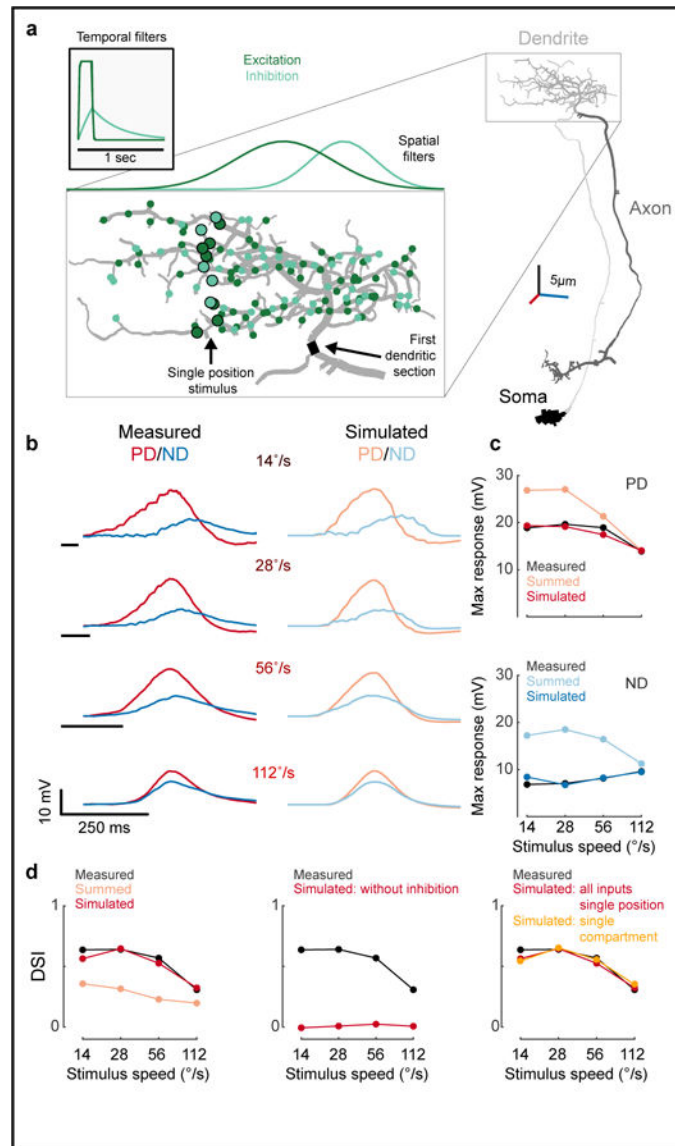 a
Temporal filters
1 sec
Excitation
Inhibition
Spatial
filters
Dendrite
Axon
5μm
Soma
Single position
stimulus
First
dendritic
section
b
Measured
PD/ND
Simulated
PD/ND
14°/s
28°/s
56°/s
112°/s
10 mV
250 ms
c
Max response (mV)
30
20
10
PD
Measured
Summed
Simulated
Max response (mV)
30
20
10
ND
Measured
Summed
Simulated
14 28 56 112
Stimulus speed (°/s)
d
Measured
Summed
Simulated
DSI
1
0
14 28 56 112
Stimulus speed (°/s)
Measured
Simulated: without inhibition
1
0
14 28 56 112
Stimulus speed (°/s)
Measured
Simulated: all inputs
single position
Simulated: single
compartment
1
0
14 28 56 112
Stimulus speed (°/s)